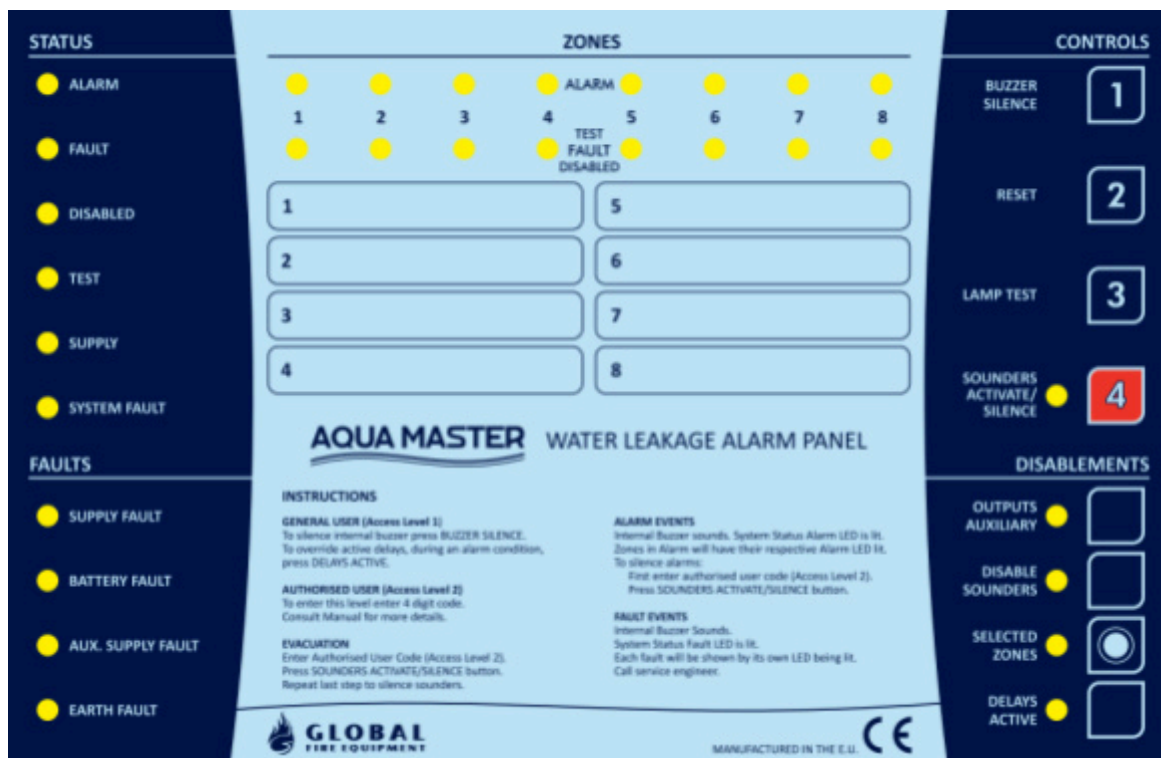 STATUS
ALARM
FAULT
DISABLED
TEST
SUPPLY
SYSTEM FAULT
FAULTS
SUPPLY FAULT
BATTERY FAULT
AUX. SUPPLY FAULT
EARTH FAULT
ZONES
ALARM
1 2 3 4 5 6 7 8
TEST
FAULT
DISABLED
1 5
2 6
3 7
4 8
AQUA MASTER WATER LEAKAGE ALARM PANEL
INSTRUCTIONS
GENERAL USER (Access Level 1)
To silence internal buzzer press BUZZER SILENCE.
To override active delays, during an alarm condition,
press DELAYS ACTIVE.
AUTHORISED USER (Access Level 2)
To enter this level enter 4 digit code.
Consult Manual for more details.
EVACUATION
Enter Authorised User Code (Access Level 2).
Press SOUNDERS ACTIVATE/SILENCE button.
Repeat last step to silence sounders.
ALARM EVENTS
Internal Buzzer sounds. System Status Alarm LED is lit.
Zones in Alarm will have their respective Alarm LED lit.
To silence alarms:
First enter authorised user code (Access Level 2).
Press SOUNDERS ACTIVATE/SILENCE button.
FAULT EVENTS
Internal Buzzer Sounds.
System Status Fault LED is lit.
Each fault will be shown by its own LED being lit.
Call service engineer.
GLOBAL
FIRE EQUIPMENT
MANUFACTURED IN THE E.U. CE
CONTROLS
BUZZER
SILENCE
1
RESET
2
LAMP TEST
3
SOUNDERS
ACTIVATE/
SILENCE
4
DISABLEMENTS
OUTPUTS
AUXILIARY
DISABLE
SOUNDERS
SELECTED
ZONES
DELAYS
ACTIVE